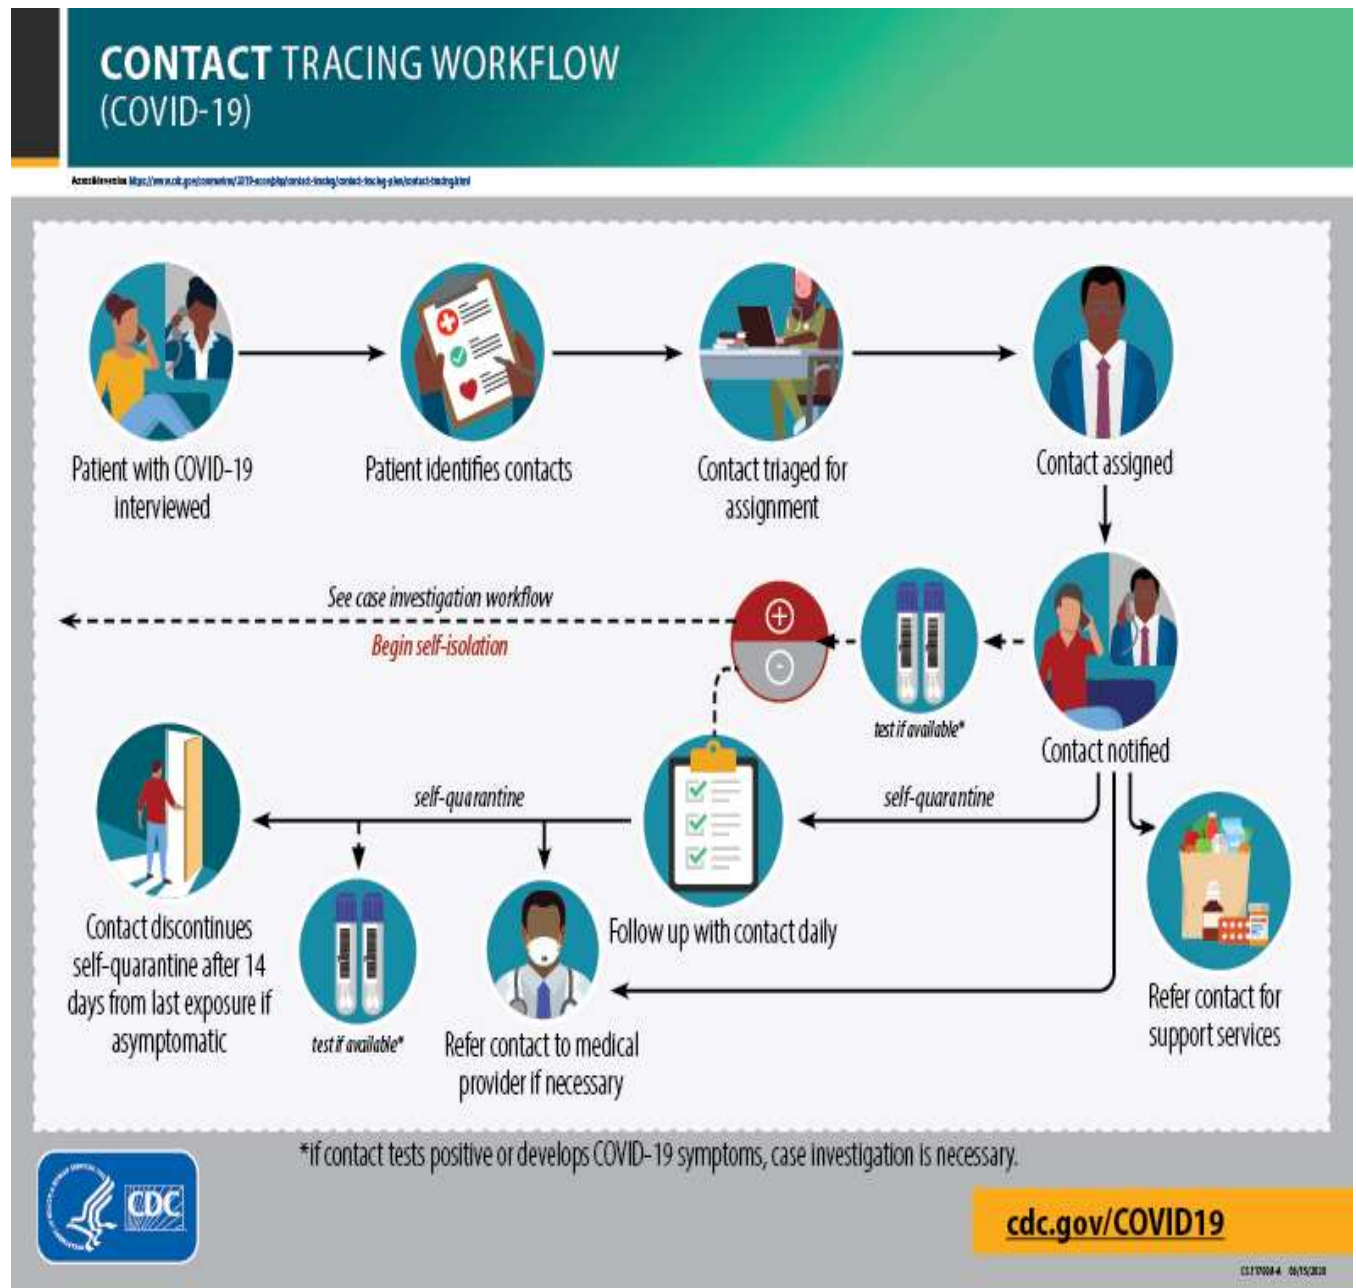 CONTACT TRACING WORKFLOW
(COVID-19)
Patient with COVID-19
interviewed
Patient identifies contacts
Contact triaged for
assignment
Contact assigned
See case investigation workflow
Begin self-isolation
+
-
test if available*
Contact notified
self-quarantine
self-quarantine
Contact discontinues
self-quarantine after 14
days from last exposure if
asymptomatic
test if available*
Refer contact to medical
provider if necessary
Follow up with contact daily
Refer contact for
support services
*if contact tests positive or develops COVID-19 symptoms, case investigation is necessary.
CDC
cdc.gov/COVID19